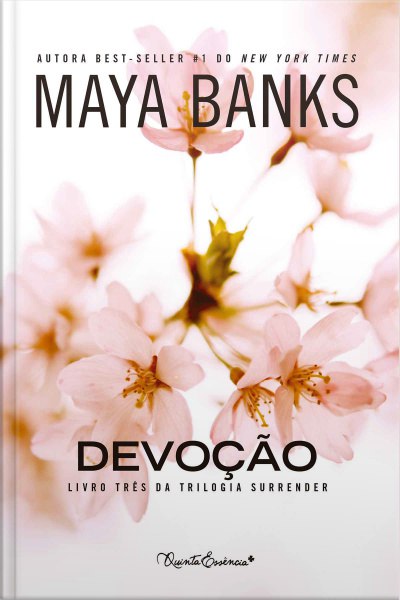 AUTORA BEST-SELLER #1 DO NEW YORK TIMES
MAYA BANKS
DEVOÇÃO
LIVRO TRÊS DA TRILOGIA SURRENDER
Quinta Essência